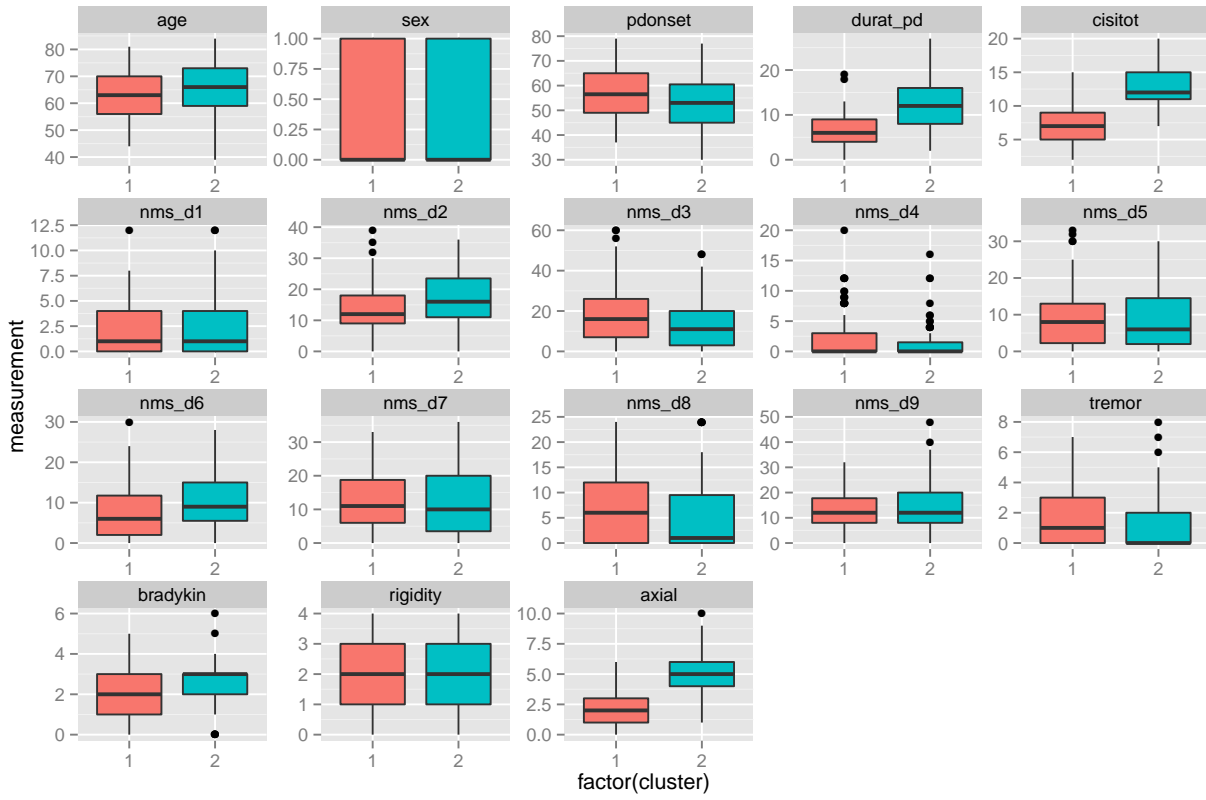 age sex pdonset durat_pd cisitot
80 70 60 50 40
1.00 0.75 0.50 0.25 0.00
80 70 60 50 40 30
20 10 0
20 15 10 5
1 2 1 2 1 2 1 2 1 2
nms_d1 nms_d2 nms_d3 nms_d4 nms_d5
12.5 10.0 7.5 5.0 2.5 0.0
40 30 20 10 0
60 40 20 0
20 15 10 5 0
30 20 10 0
1 2 1 2 1 2 1 2 1 2
measurement
nms_d6 nms_d7 nms_d8 nms_d9 tremor
30 20 10 0
30 20 10 0
25 20 15 10 5 0
50 40 30 20 10 0
8 6 4 2 0
1 2 1 2 1 2 1 2 1 2
bradykin rigidity axial
6 4 2 0
4 3 2 1 0
10.0 7.5 5.0 2.5 0.0
1 2 1 2 1 2
factor(cluster)